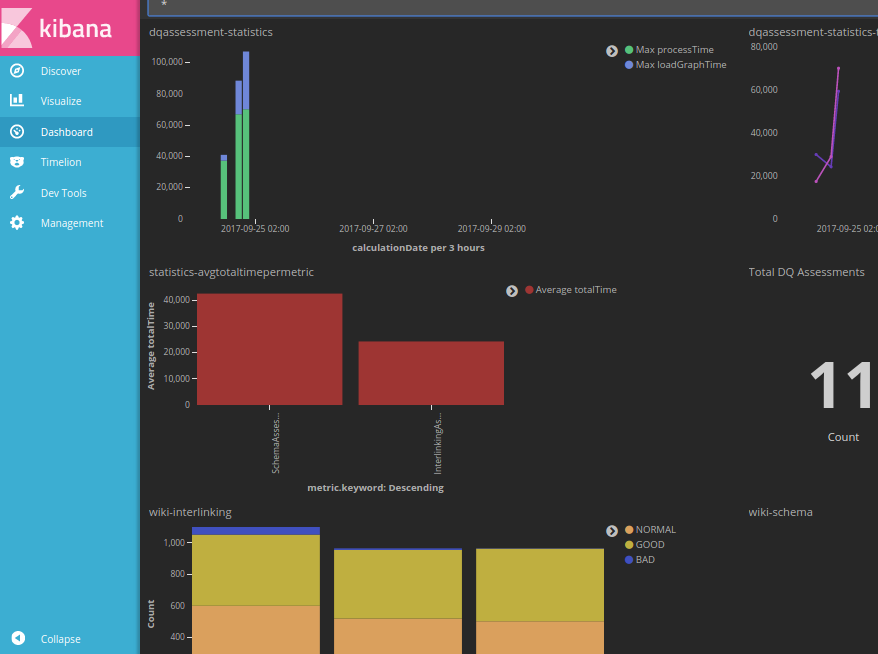 *
kibana
Discover
Visualize
Dashboard
Timelion
Dev Tools
Management
Collapse
dqassessment-statistics
100,000
80,000
60,000
40,000
20,000
0
2017-09-25 02:00 2017-09-27 02:00 2017-09-29 02:00
calculationDate per 3 hours
Max processTime
Max loadGraphTime
dqassessment-statistics-t
80,000
60,000
40,000
20,000
0
2017-09-25 02:0
statistics-avgtotaltimepermetric
Average totalTime
40,000
30,000
20,000
10,000
0
SchemaAsses...
InterlinkingAs...
metric.keyword: Descending
Average totalTime
Total DQ Assessments
11
Count
wiki-interlinking
Count
1,000
800
600
400
NORMAL
GOOD
BAD
wiki-schema